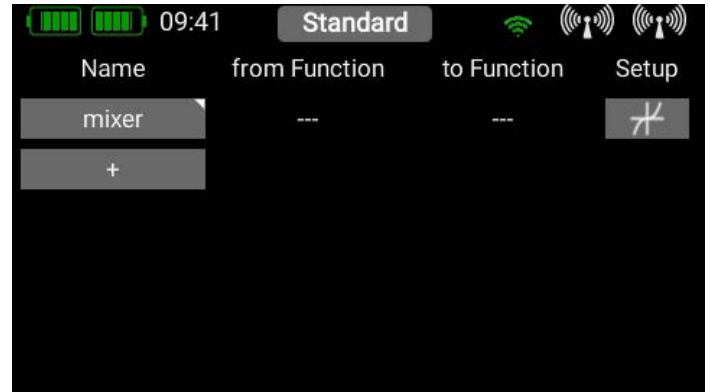 09:41 Standard
Name from Function to Function Setup
mixer --- ---
+